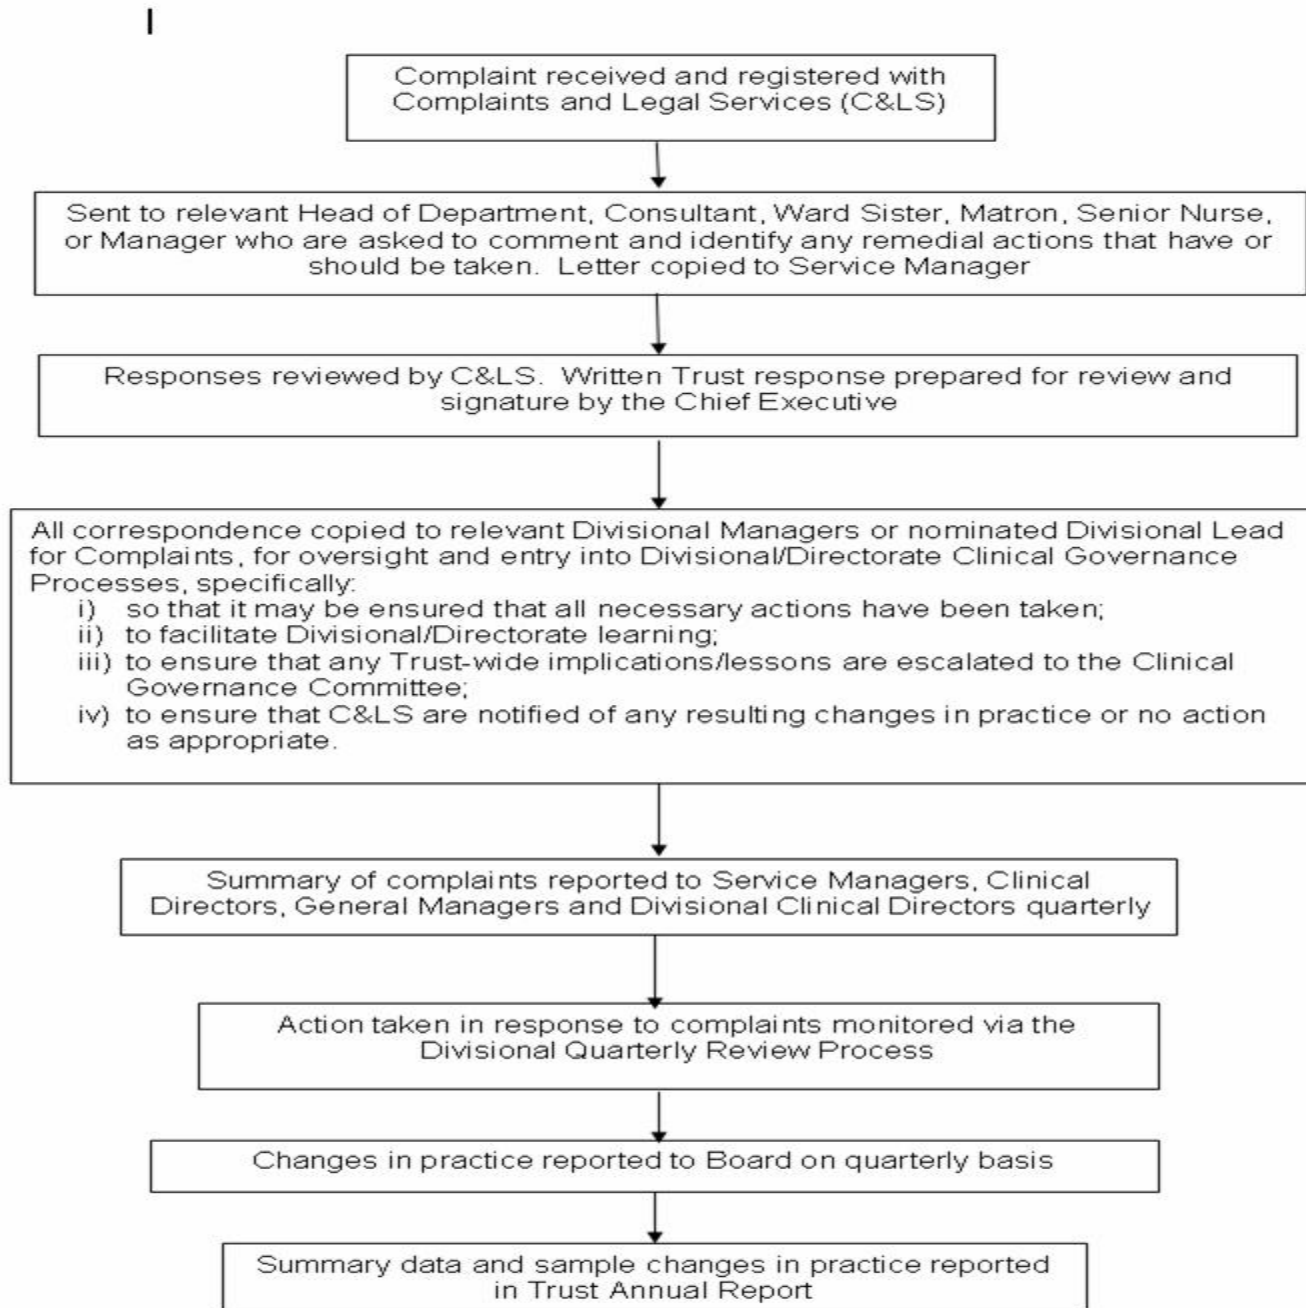 I
Complaint received and registered with
Complaints and Legal Services (C&LS)
Sent to relevant Head of Department, Consultant, Ward Sister, Matron, Senior Nurse,
or Manager who are asked to comment and identify any remedial actions that have or
should be taken.  Letter copied to Service Manager
Responses reviewed by C&LS.  Written Trust response prepared for review and
signature by the Chief Executive
All correspondence copied to relevant Divisional Managers or nominated Divisional Lead
for Complaints, for oversight and entry into Divisional/Directorate Clinical Governance
Processes, specifically:
i) so that it may be ensured that all necessary actions have been taken;
ii) to facilitate Divisional/Directorate learning;
iii) to ensure that any Trust-wide implications/lessons are escalated to the Clinical
Governance Committee;
iv) to ensure that C&LS are notified of any resulting changes in practice or no action
as appropriate.
Summary of complaints reported to Service Managers, Clinical
Directors, General Managers and Divisional Clinical Directors quarterly
Action taken in response to complaints monitored via the
Divisional Quarterly Review Process
Changes in practice reported to Board on quarterly basis
Summary data and sample changes in practice reported
in Trust Annual Report